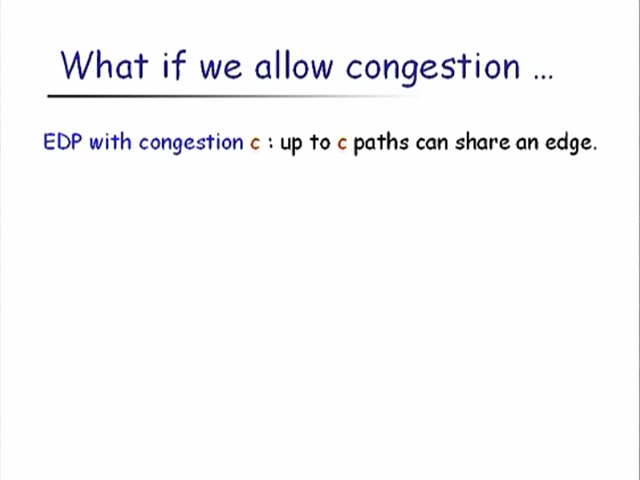 What if we allow congestion ...
EDP with congestion c : up to c paths can share an edge.